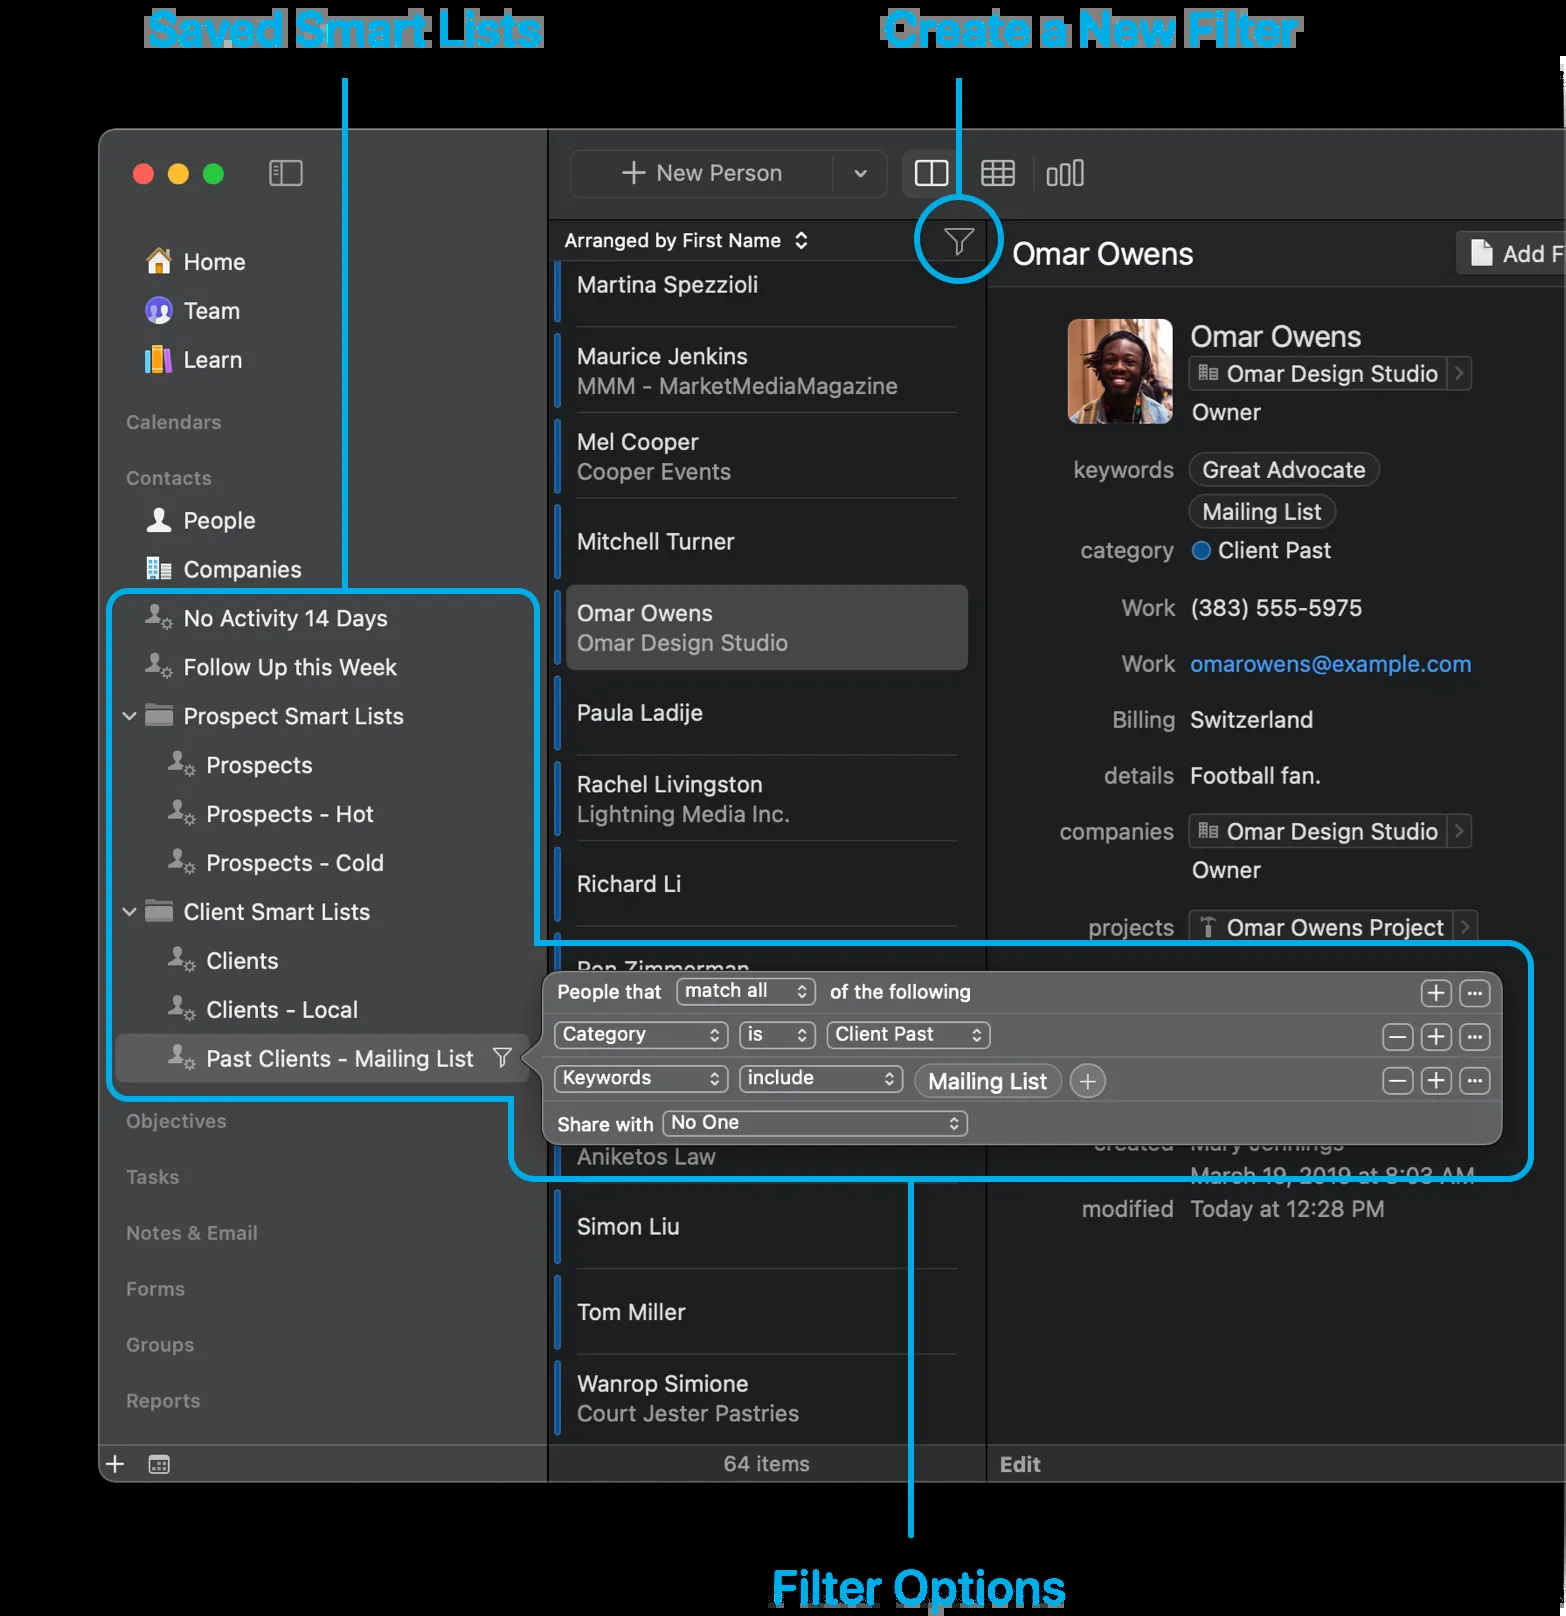 Saved Smart Lists
Create a New Filter
New Person
Home
Team
Learn
Calendars
Contacts
People
Companies
No Activity 14 Days
Follow Up this Week
Prospect Smart Lists
Prospects
Prospects - Hot
Prospects - Cold
Client Smart Lists
Clients
Clients - Local
Past Clients - Mailing List
Objectives
Tasks
Notes & Email
Forms
Groups
Reports
Arranged by First Name
Martina Spezzioli
Maurice Jenkins
MMM - MarketMediaMagazine
Mel Cooper
Cooper Events
Mitchell Turner
Omar Owens
Omar Design Studio
Paula Ladije
Rachel Livingston
Lightning Media Inc.
Richard Li
Ron Zimmerman
People that match all of the following
Category is Client Past
Keywords include Mailing List
Share with No One
Aniketos Law
Simon Liu
Tom Miller
Wanrop Simione
Court Jester Pastries
64 items
Omar Owens
Add F
Omar Owens
Omar Design Studio
Owner
keywords Great Advocate
Mailing List
category Client Past
Work (383) 555-5975
Work omarowens@example.com
Billing Switzerland
details Football fan.
companies Omar Design Studio
Owner
projects Omar Owens Project
created Mary Jennings
March 19, 2019 at 8:03 AM
modified Today at 12:28 PM
Edit
Filter Options